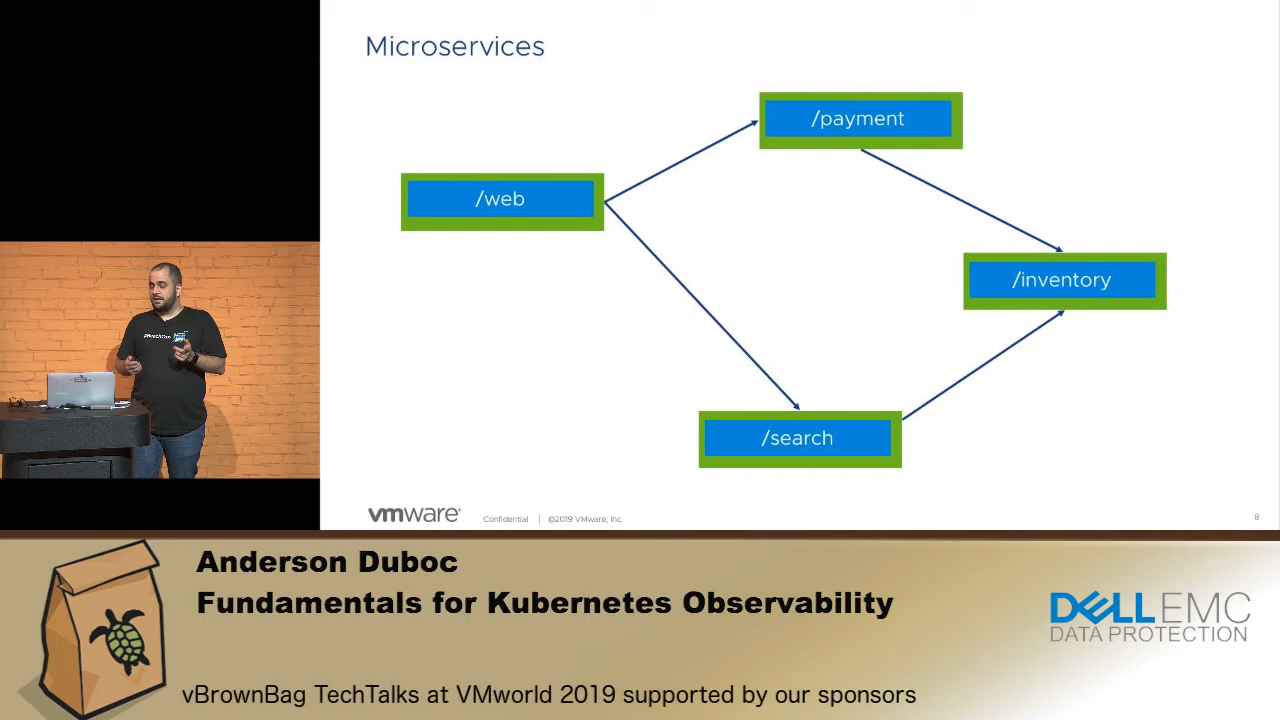 Microservices
/payment
/web
/inventory
/search
vmware®
Confidential | ©2019 VMware, Inc.
8
Anderson Duboc
Fundamentals for Kubernetes Observability
DELL EMC
DATA PROTECTION
vBrownBag TechTalks at VMworld 2019 supported by our sponsors